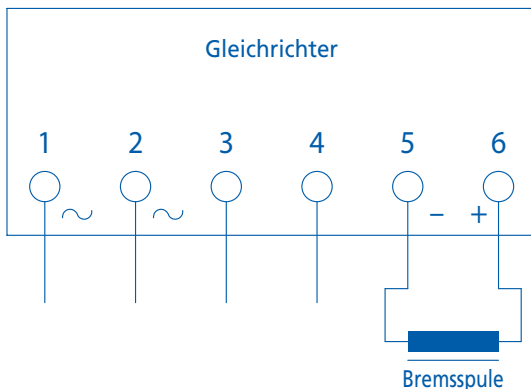 Gleichrichter
1 2 3 4 5 6
~ ~ – +
Bremsspule